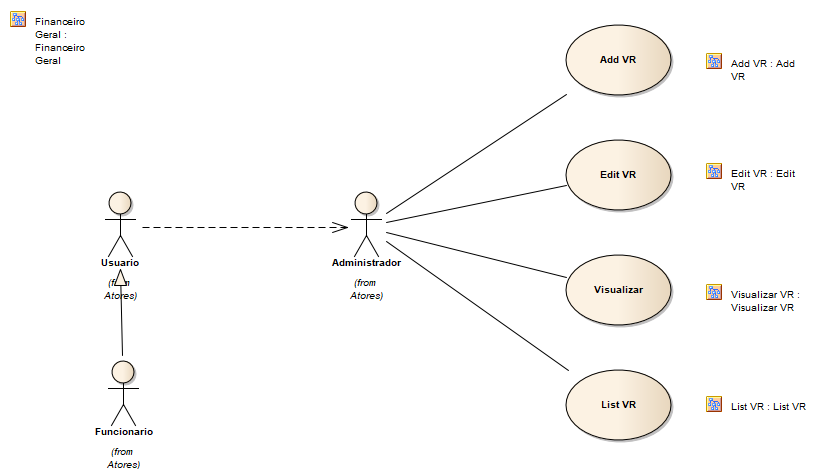 Financeiro
Geral :
Financeiro
Geral
Add VR
Add VR : Add
VR
Edit VR
Edit VR : Edit
VR
Usuario
(from
Atores)
Administrador
(from
Atores)
Visualizar
Visualizar VR :
Visualizar VR
List VR
List VR : List VR
Funcionario
(from
Atores)